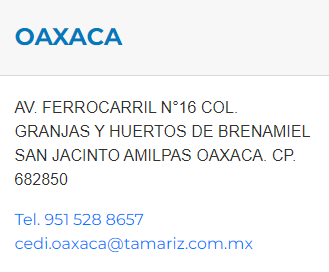 OAXACA
AV. FERROCARRIL N°16 COL.
GRANJAS Y HUERTOS DE BRENAMIEL
SAN JACINTO AMILPAS OAXACA. CP.
682850
Tel. 951 528 8657
cedi.oaxaca@tamariz.com.mx